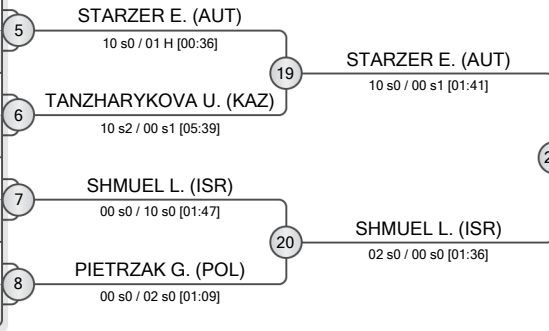 STARZER E. (AUT)
5
10 s0 / 01 H [00:36]
19
STARZER E. (AUT)
10 s0 / 00 s1 [01:41]
TANZHARYKOVA U. (KAZ)
6
10 s2 / 00 s1 [05:39]
SHMUEL L. (ISR)
7
00 s0 / 10 s0 [01:47]
20
SHMUEL L. (ISR)
02 s0 / 00 s0 [01:36]
PIETRZAK G. (POL)
8
00 s0 / 02 s0 [01:09]